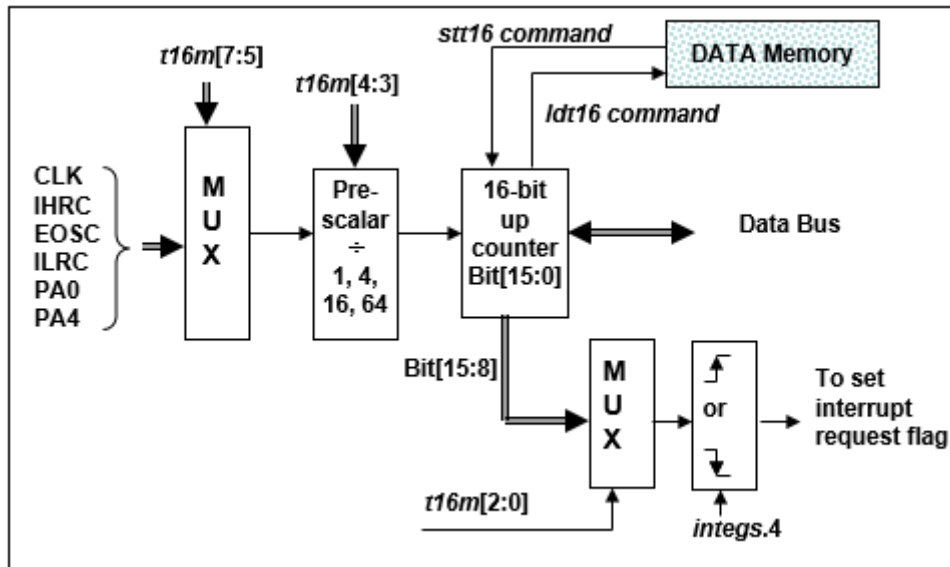 stt16 command
DATA Memory
t16m[7:5]
t16m[4:3]
ldt16 command
CLK
IHRC
EOSC
ILRC
PA0
PA4
M
U
X
Pre-
scalar
÷
1, 4,
16, 64
16-bit
up
counter
Bit[15:0]
Data Bus
Bit[15:8]
M
U
X
or
To set
interrupt
request flag
t16m[2:0]
integs.4